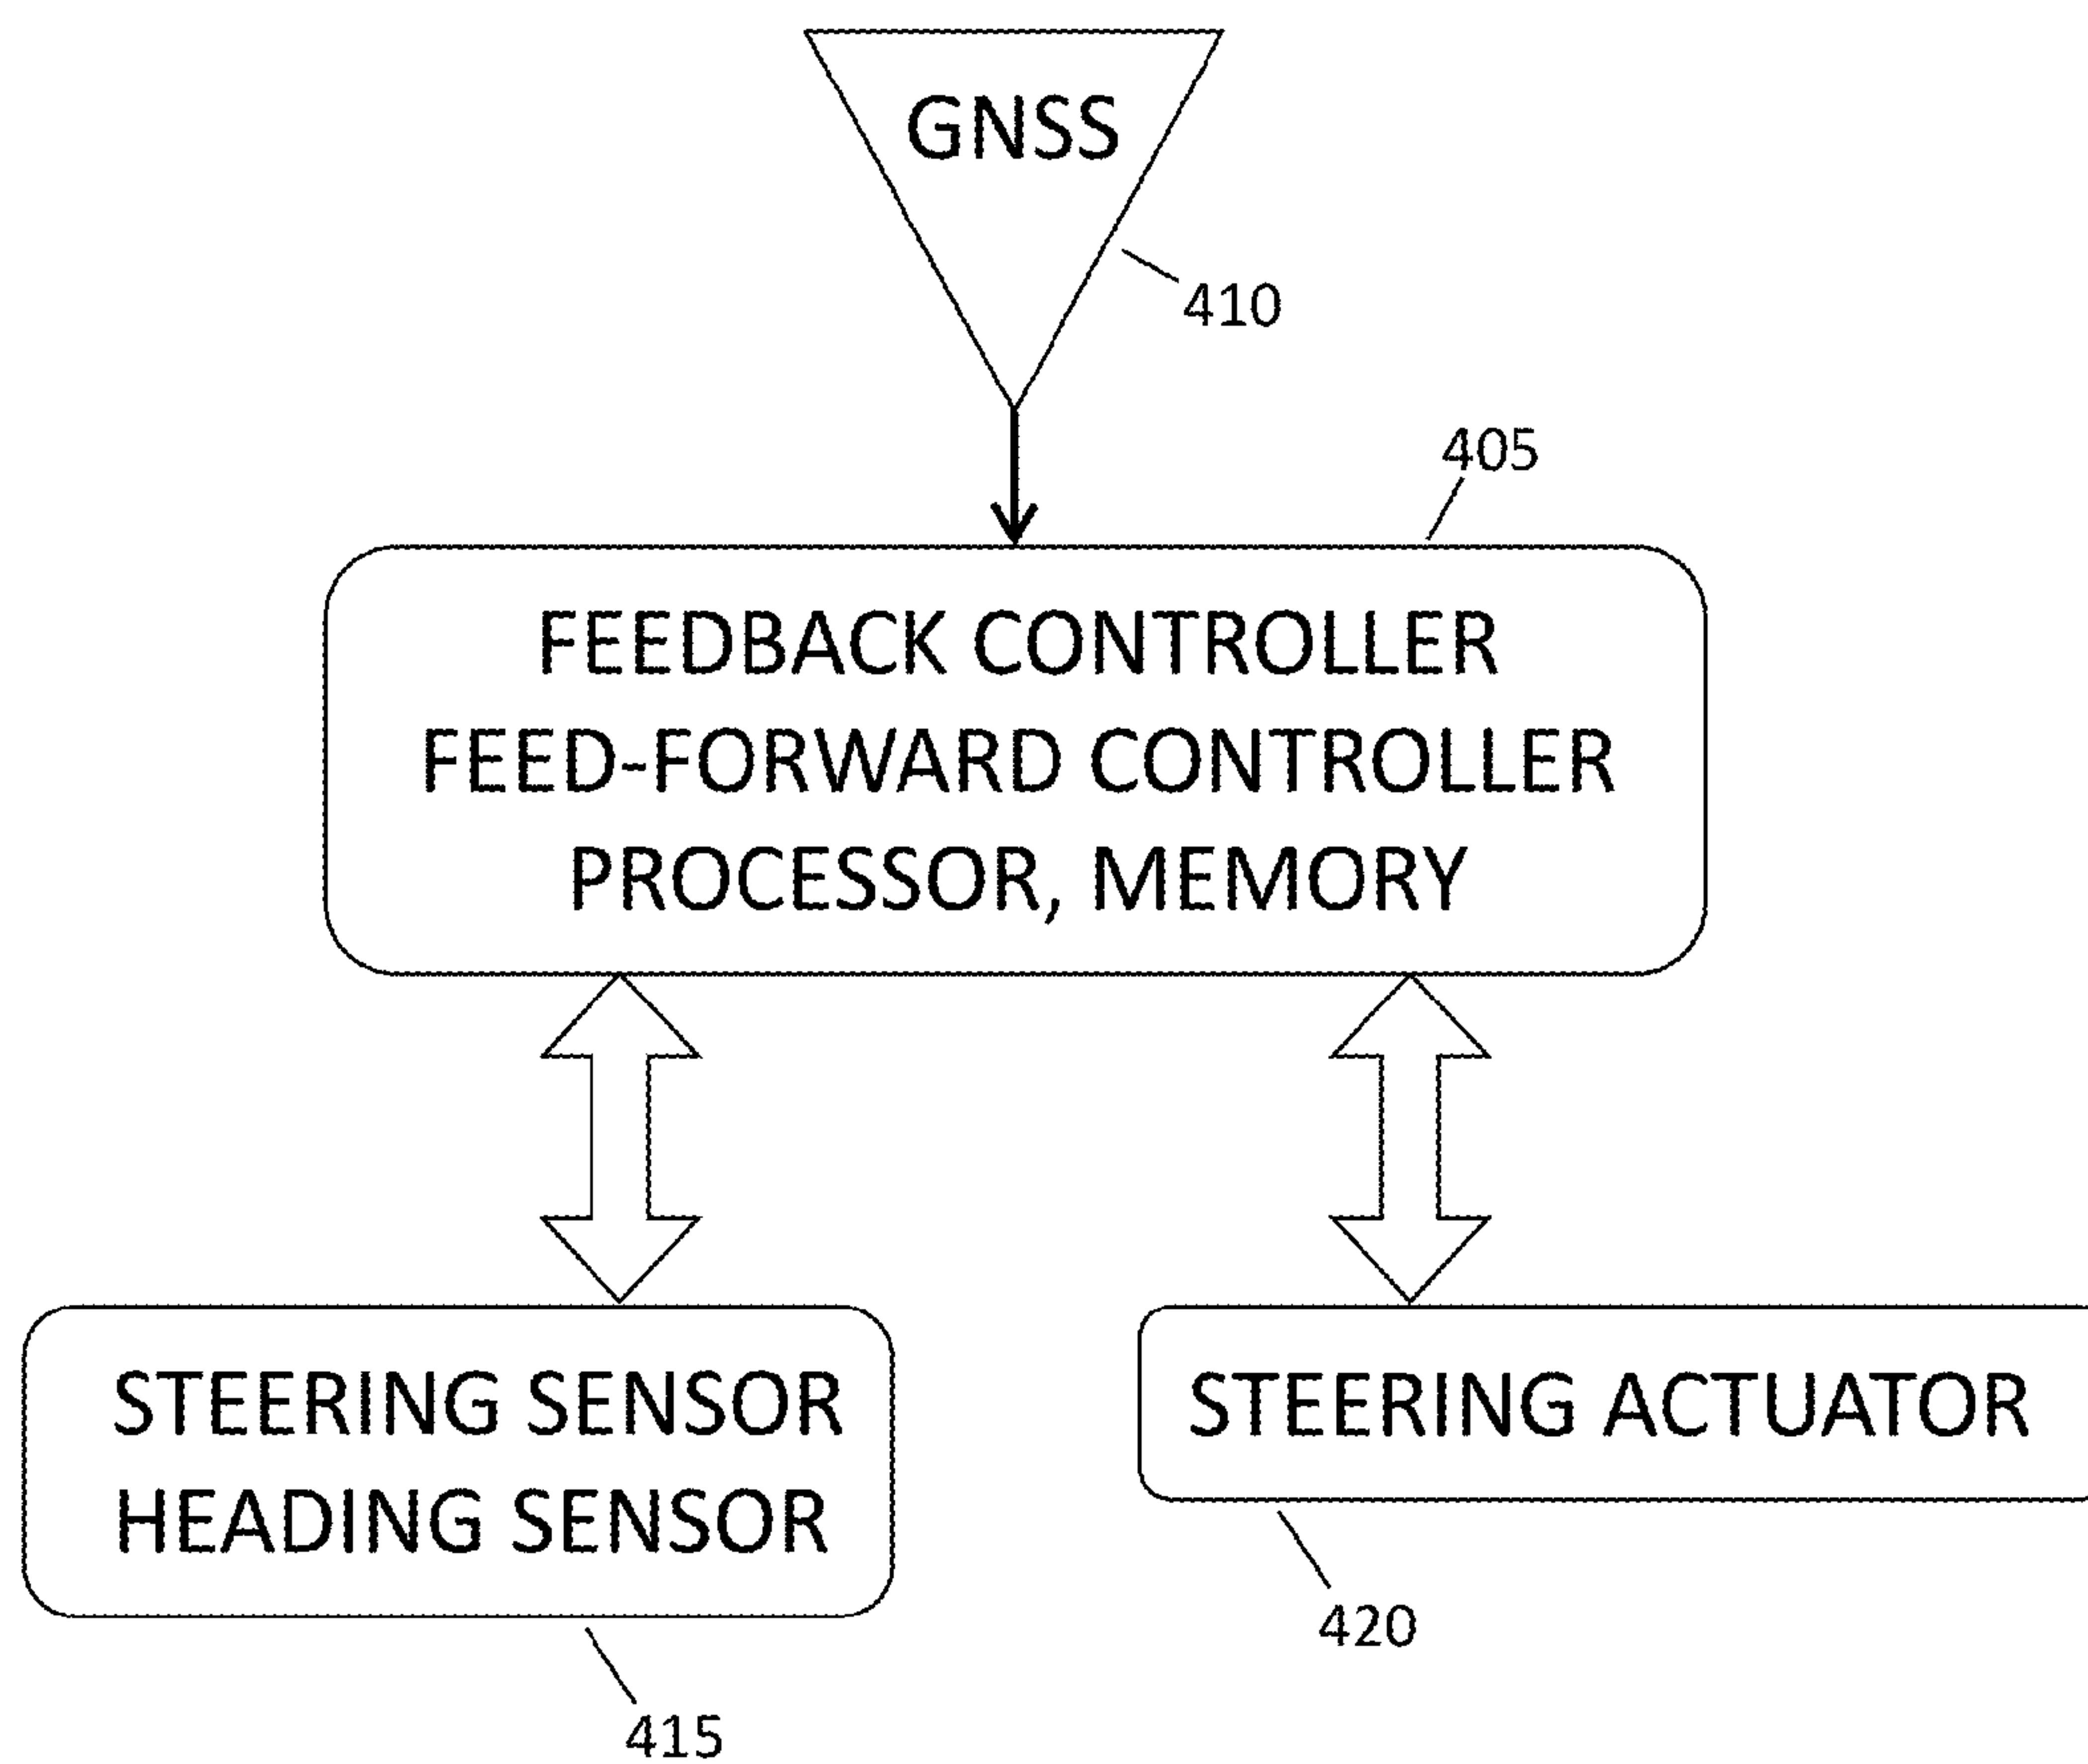 GNSS
410
405
FEEDBACK CONTROLLER
FEED-FORWARD CONTROLLER
PROCESSOR, MEMORY
STEERING SENSOR
HEADING SENSOR
STEERING ACTUATOR
420
415